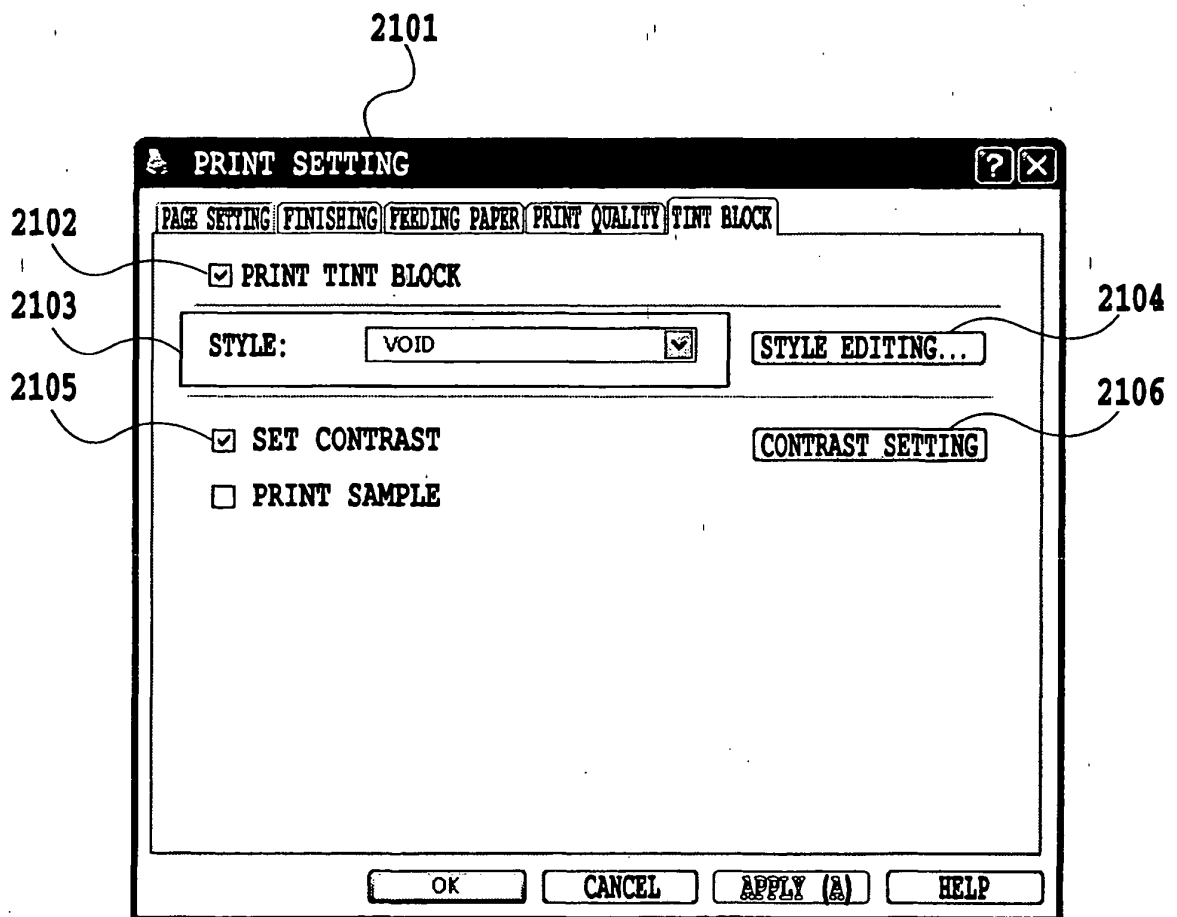 2101
PRINT SETTING ? X
PAGE SETTING FINISHING FEEDING PAPER PRINT QUALITY TINT BLOCK
2102
PRINT TINT BLOCK
2103
2104
STYLE: VOID STYLE EDITING...
2105
2106
SET CONTRAST CONTRAST SETTING
PRINT SAMPLE
OK CANCEL APPLY (A) HELP